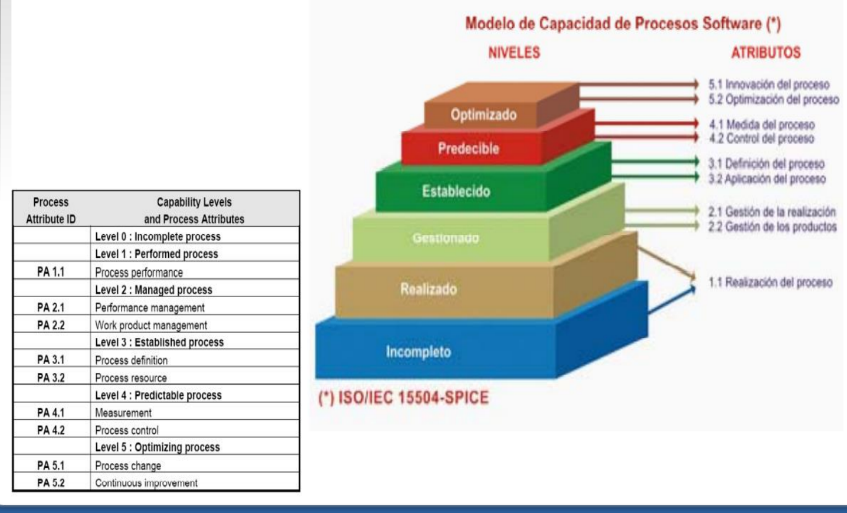 Modelo de Capacidad de Procesos Software (*)
NIVELES
ATRIBUTOS
Optimizado
Predecible
Establecido
Gestionado
Realizado
Incompleto
5.1 Innovación del proceso
5.2 Optimización del proceso
4.1 Medida del proceso
4.2 Control del proceso
3.1 Definición del proceso
3.2 Aplicación del proceso
2.1 Gestión de la realización
2.2 Gestión de los productos
1.1 Realización del proceso
(*) ISO/IEC 15504-SPICE
Process Capability Levels
Attribute ID and Process Attributes
Level 0 : Incomplete process
Level 1 : Performed process
PA 1.1 Process performance
Level 2 : Managed process
PA 2.1 Performance management
PA 2.2 Work product management
Level 3 : Established process
PA 3.1 Process definition
PA 3.2 Process resource
Level 4 : Predictable process
PA 4.1 Measurement
PA 4.2 Process control
Level 5 : Optimizing process
PA 5.1 Process change
PA 5.2 Continuous improvement